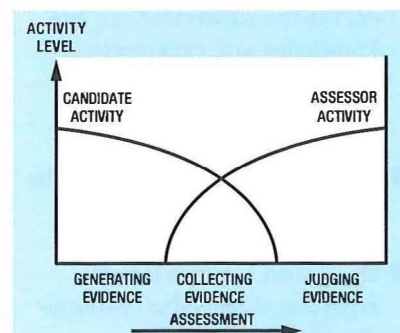 ACTIVITY
LEVEL
CANDIDATE
ACTIVITY
ASSESSOR
ACTIVITY
GENERATING
EVIDENCE
COLLECTING
EVIDENCE
JUDGING
EVIDENCE
ASSESSMENT